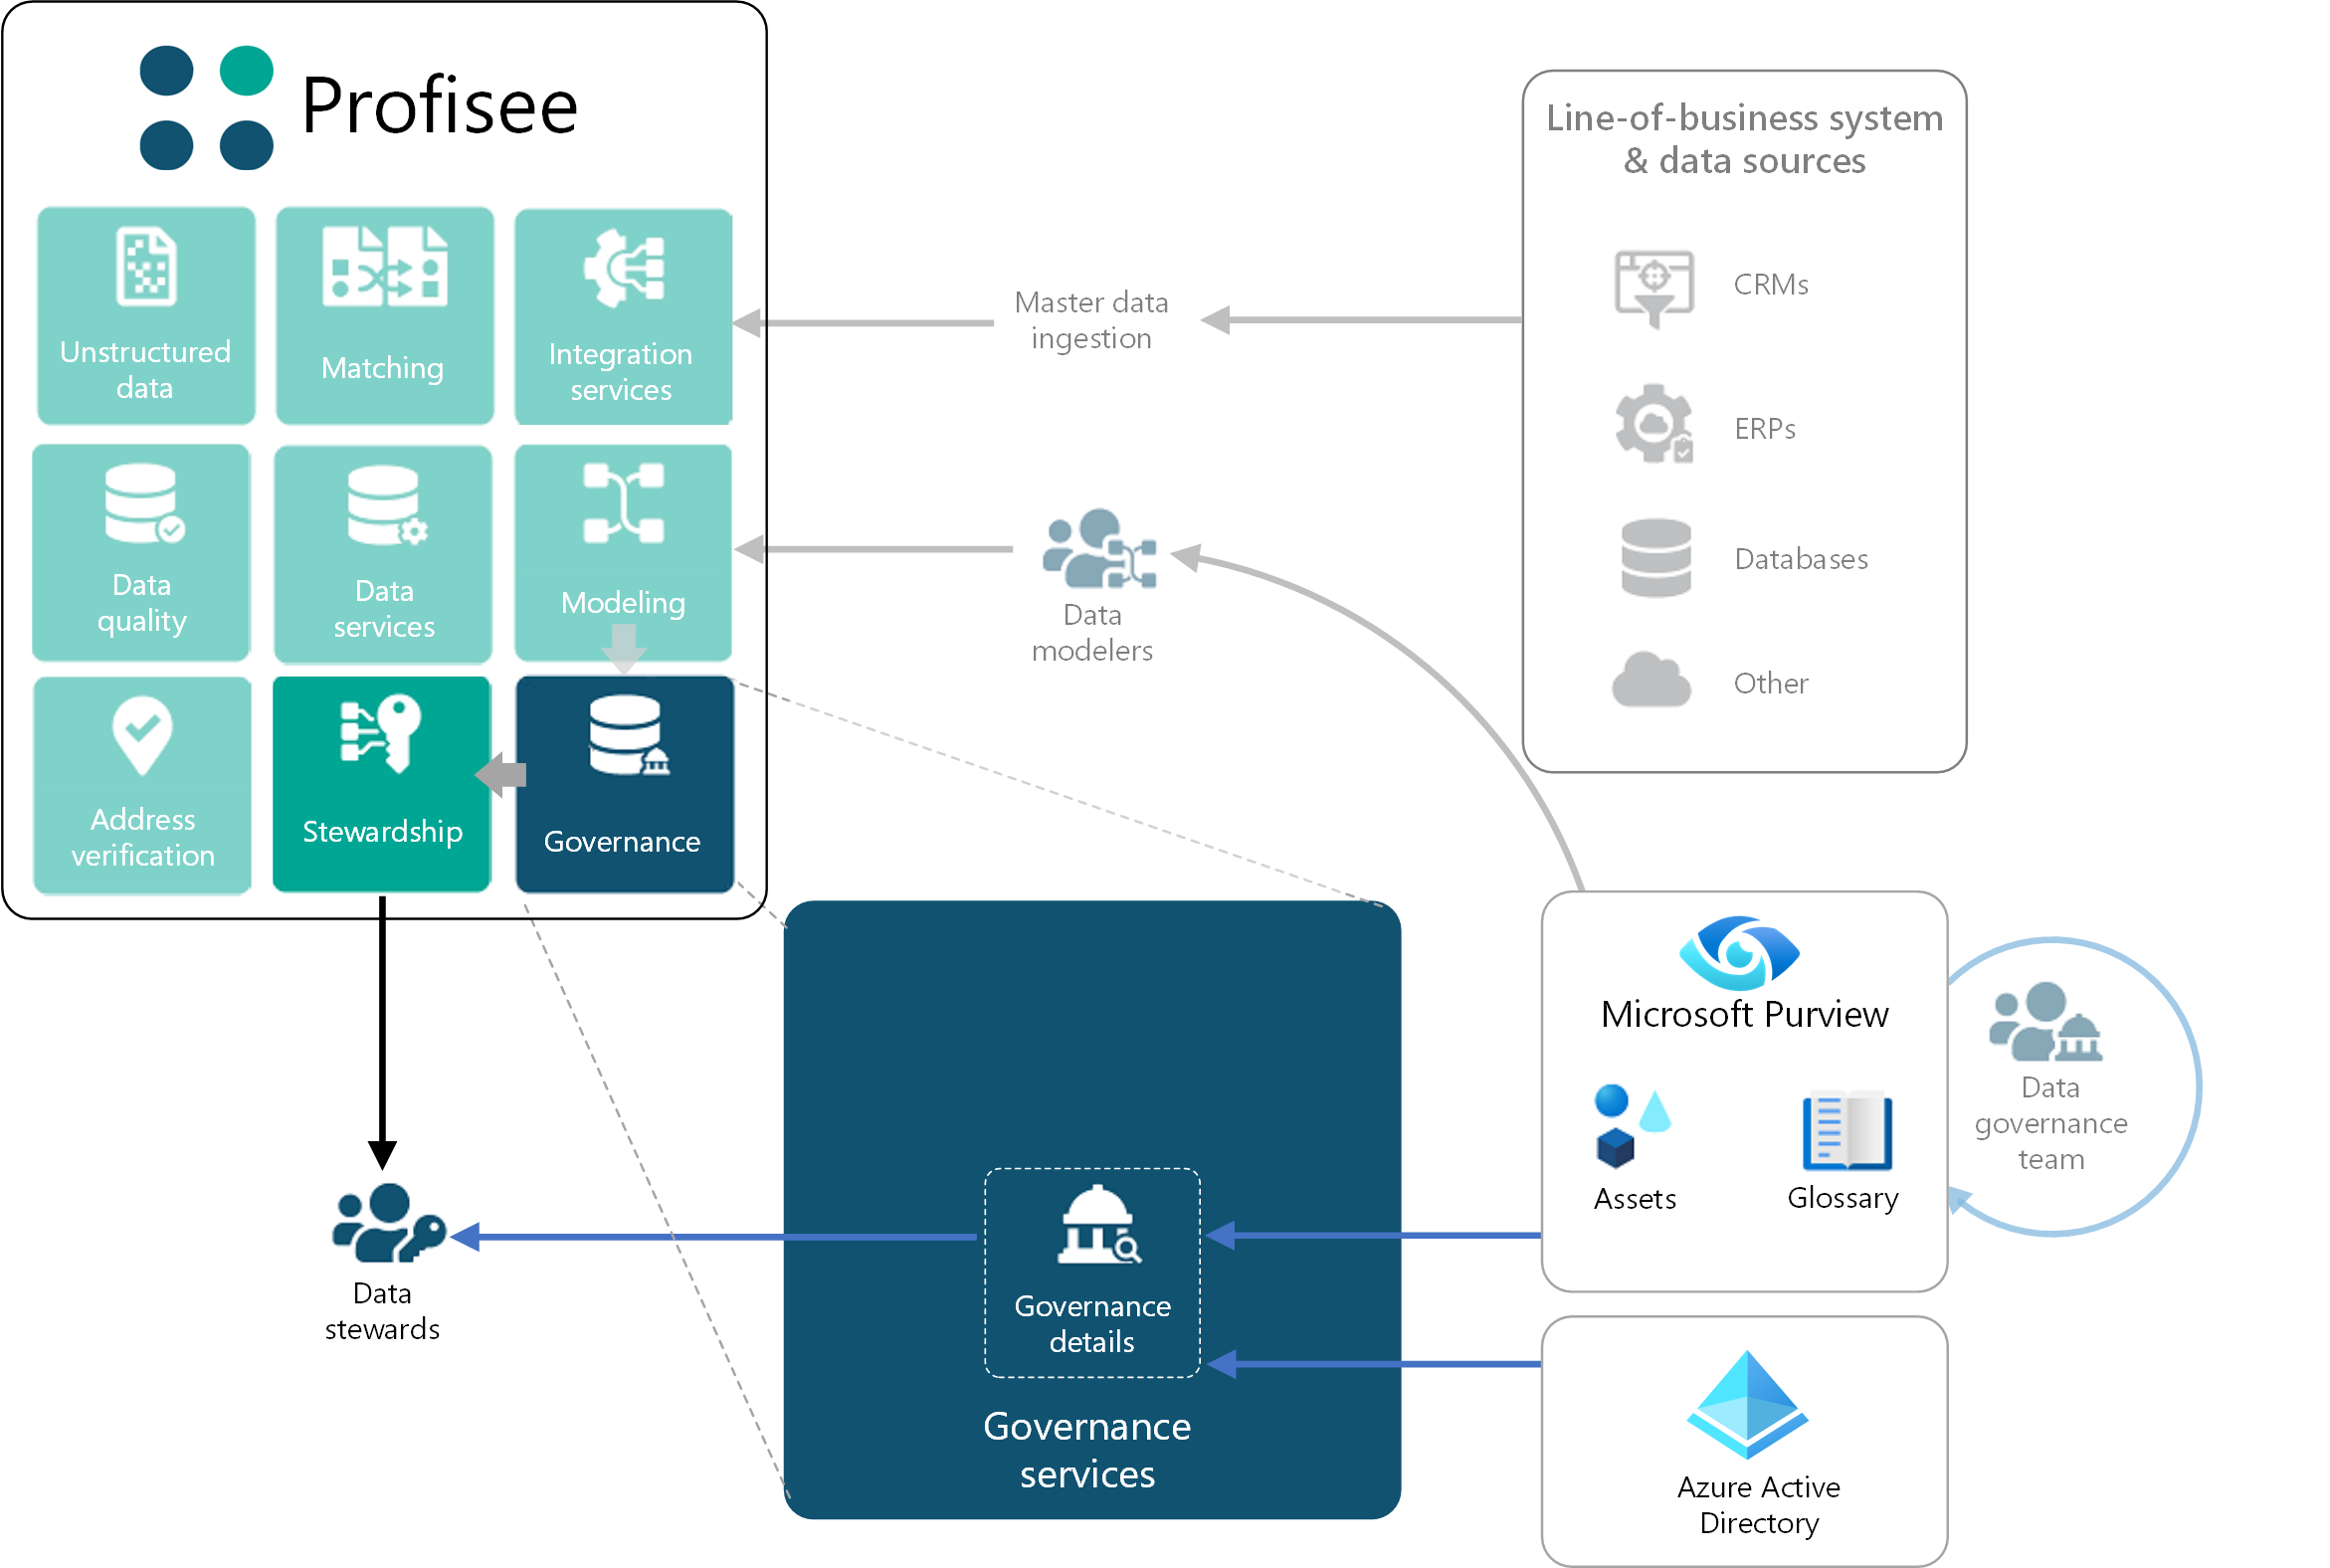 Profisee
Unstructured
data
Matching
Integration
services
Data
quality
Data
services
Modeling
Address
verification
Stewardship
Governance
Master data
ingestion
Data
modelers
Line-of-business system
& data sources
CRMs
ERPs
Databases
Other
Microsoft Purview
Assets
Glossary
Data
governance
team
Data
stewards
Governance
details
Governance
services
Azure Active
Directory